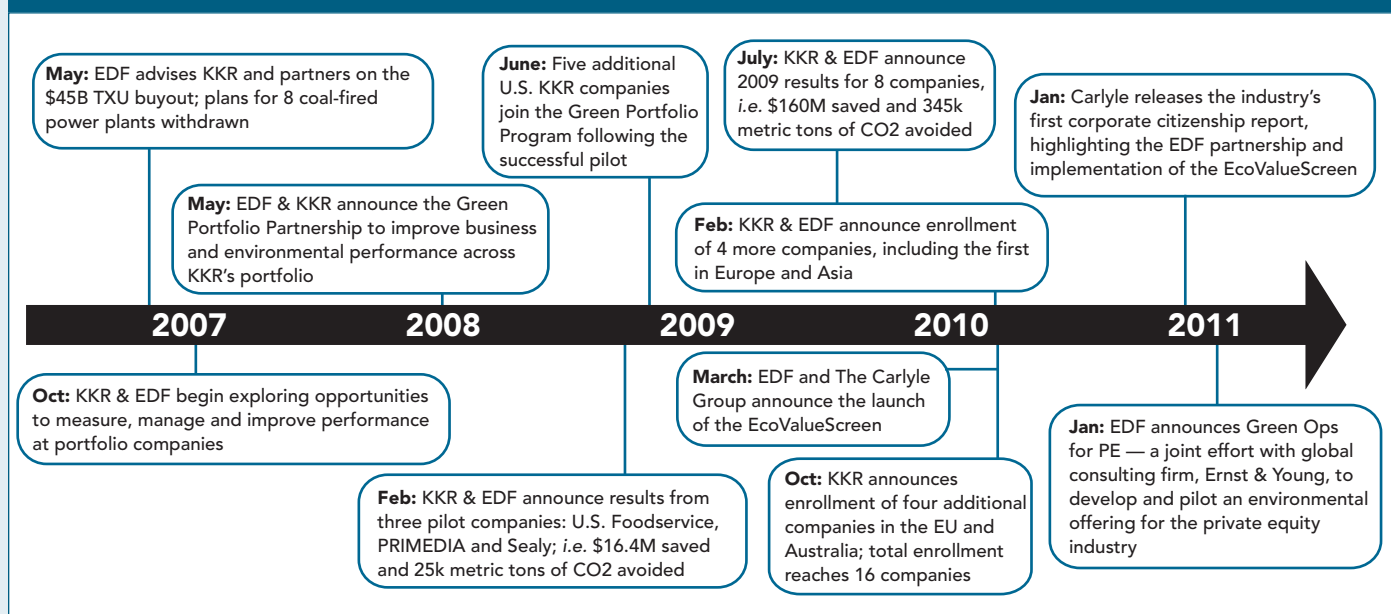 May: EDF advises KKR and partners on the
$45B TXU buyout; plans for 8 coal-fired
power plants withdrawn
May: EDF & KKR announce the Green
Portfolio Partnership to improve business
and environmental performance across
KKR's portfolio
June: Five additional
U.S. KKR companies
join the Green Portfolio
Program following the
successful pilot
July: KKR & EDF announce
2009 results for 8 companies,
i.e. $160M saved and 345k
metric tons of CO2 avoided
Feb: KKR & EDF announce enrollment
of 4 more companies, including the first
in Europe and Asia
Jan: Carlyle releases the industry's
first corporate citizenship report,
highlighting the EDF partnership and
implementation of the EcoValueScreen
2007 2008 2009 2010 2011
Oct: KKR & EDF begin exploring opportunities
to measure, manage and improve performance
at portfolio companies
Feb: KKR & EDF announce results from
three pilot companies: U.S. Foodservice,
PRIMEDIA and Sealy; i.e. $16.4M saved
and 25k metric tons of CO2 avoided
March: EDF and The Carlyle
Group announce the launch
of the EcoValueScreen
Oct: KKR announces
enrollment of four additional
companies in the EU and
Australia; total enrollment
reaches 16 companies
Jan: EDF announces Green Ops
for PE — a joint effort with global
consulting firm, Ernst & Young, to
develop and pilot an environmental
offering for the private equity
industry